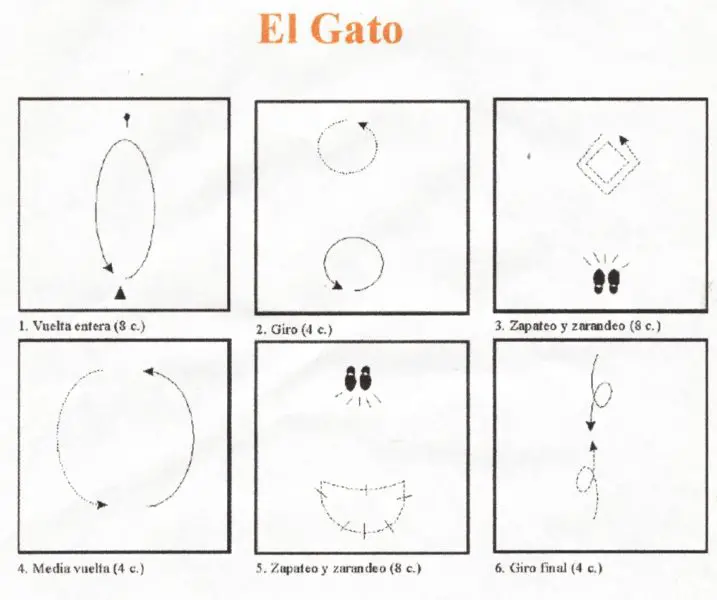 El Gato
1. Vuelta entera (8 c.)
2. Giro (4 c.)
3. Zapateo y zarandeo (8 c.)
4. Media vuelta (4 c.)
5. Zapateo y zarandeo (8 c.)
6. Giro final (4 c.)